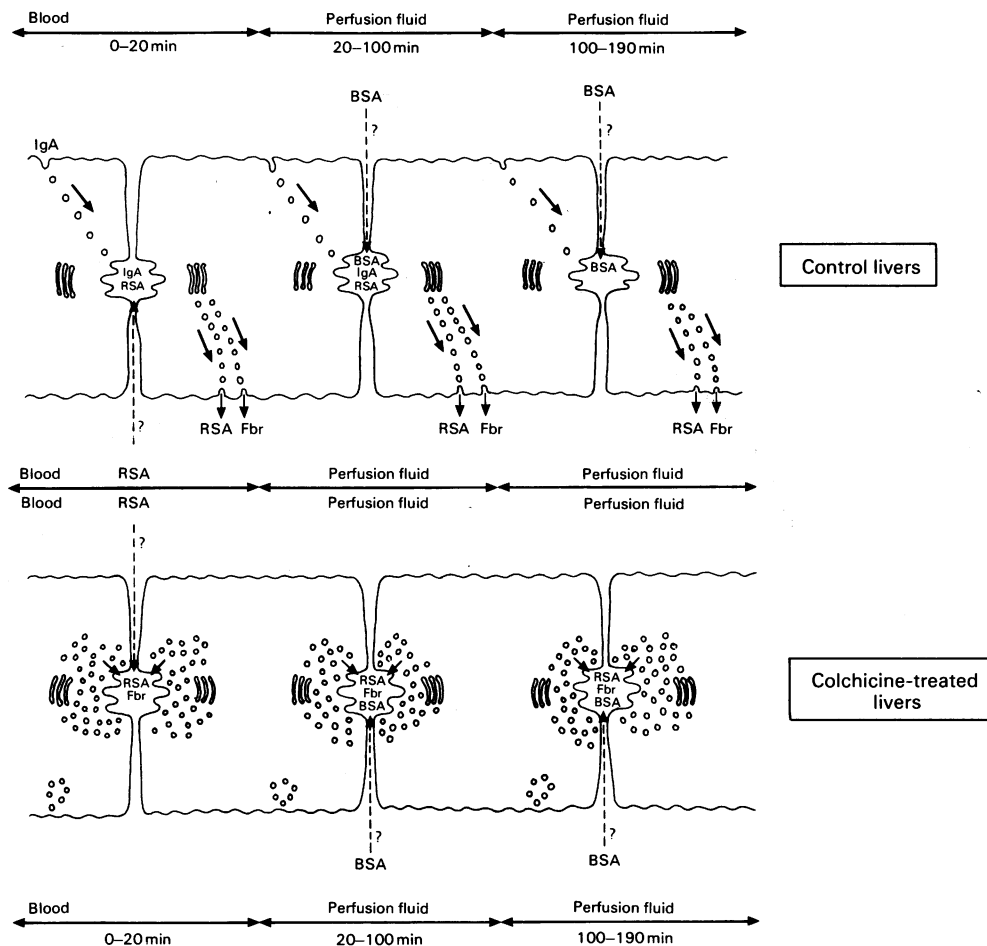 Blood Perfusion fluid Perfusion fluid
0–20 min 20–100 min 100–190 min
BSA BSA
? ?
IgA
BSA
IgA IgA BSA
RSA RSA
Control livers
?
RSA Fbr RSA Fbr RSA Fbr
Blood RSA Perfusion fluid Perfusion fluid
Blood RSA Perfusion fluid Perfusion fluid
?
RSA RSA RSA
Fbr Fbr Fbr
BSA BSA
Colchicine-treated
livers
? ?
BSA BSA
Blood Perfusion fluid Perfusion fluid
0–20 min 20–100 min 100–190 min